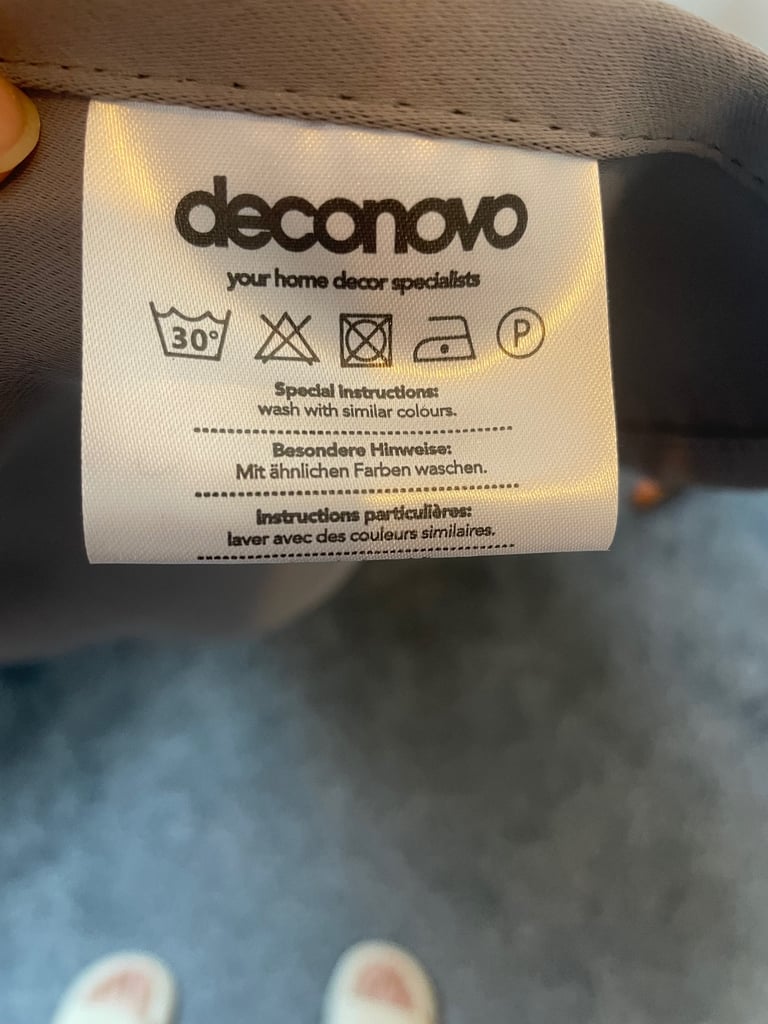 deconovo
your home decor specialists
30°
P
Special Instructions:
wash with similar colours.
Besondere Hinweise:
Mit ähnlichen Farben waschen.
Instructions particulières:
laver avec des couleurs similaires.